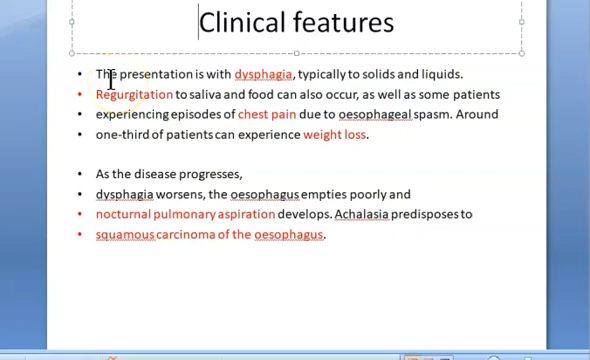 Clinical features
• The presentation is with dysphagia, typically to solids and liquids.
• Regurgitation to saliva and food can also occur, as well as some patients
• experiencing episodes of chest pain due to oesophageal spasm. Around
• one-third of patients can experience weight loss.
• As the disease progresses,
• dysphagia worsens, the oesophagus empties poorly and
• nocturnal pulmonary aspiration develops. Achalasia predisposes to
• squamous carcinoma of the oesophagus.